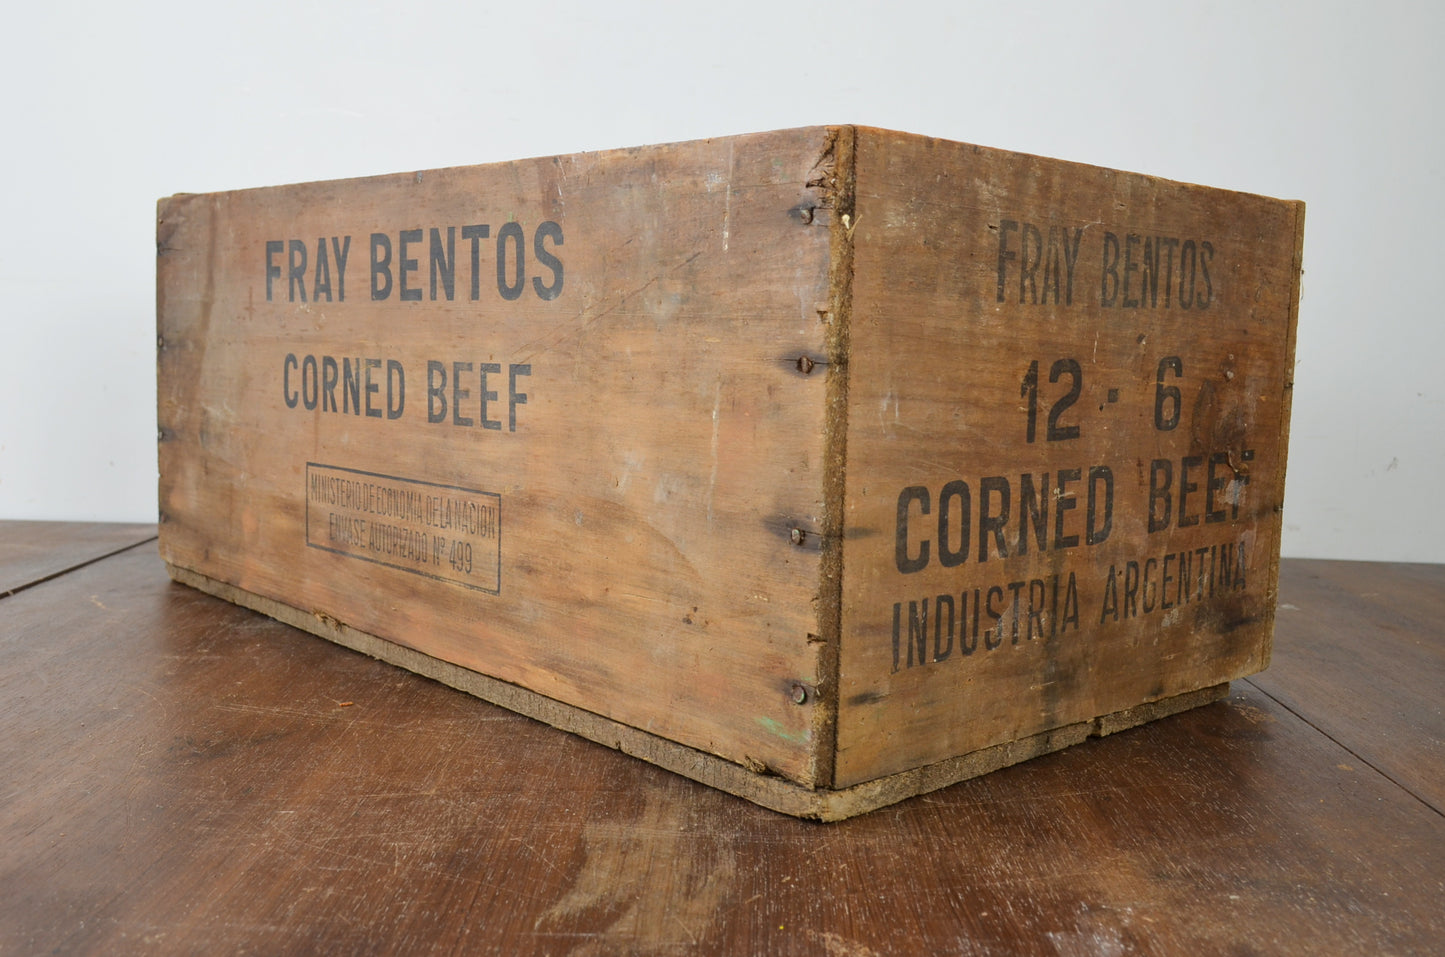 FRAY BENTOS
CORNED BEEF
MINISTERIO DE ECONOMIA DE LA NACION
ENVASE AUTORIZADO Nº 499
FRAY BENTOS
12 · 6
CORNED BEEF
INDUSTRIA ARGENTINA